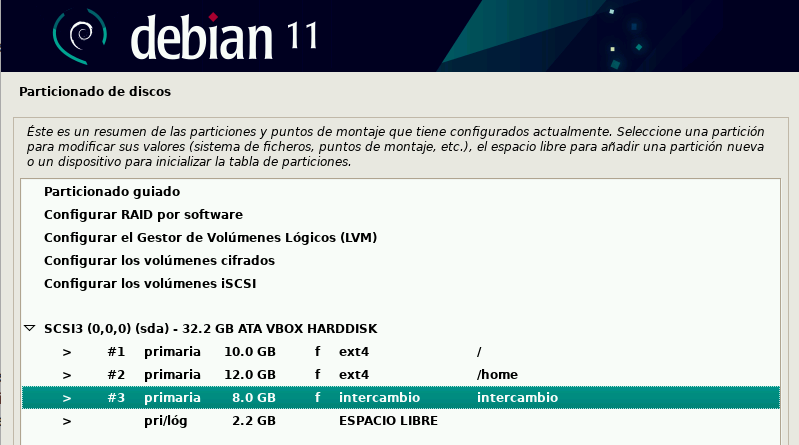 debian 11
Particionado de discos
Éste es un resumen de las particiones y puntos de montaje que tiene configurados actualmente. Seleccione una partición
para modificar sus valores (sistema de ficheros, puntos de montaje, etc.), el espacio libre para añadir una partición nueva
o un dispositivo para inicializar la tabla de particiones.
Particionado guiado
Configurar RAID por software
Configurar el Gestor de Volúmenes Lógicos (LVM)
Configurar los volúmenes cifrados
Configurar los volúmenes iSCSI
SCSI3 (0,0,0) (sda) - 32.2 GB ATA VBOX HARDDISK
> #1 primaria 10.0 GB f ext4 /
> #2 primaria 12.0 GB f ext4 /home
> #3 primaria 8.0 GB f intercambio intercambio
> pri/lóg 2.2 GB ESPACIO LIBRE